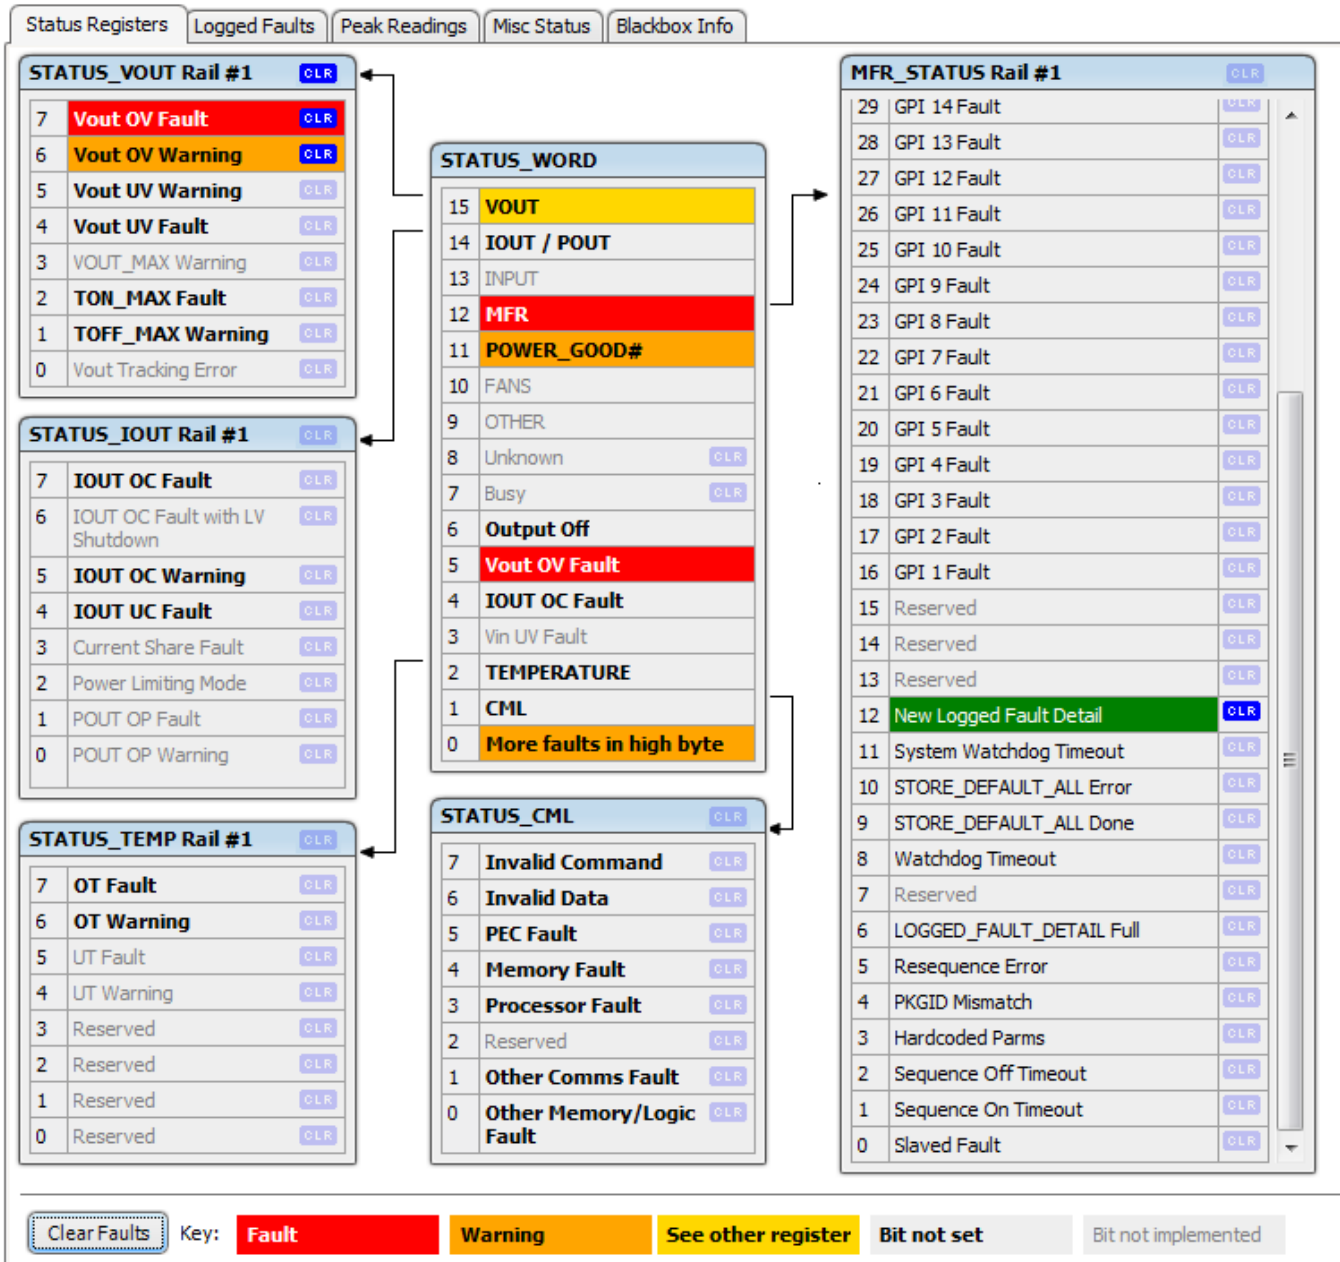 Status Registers Logged Faults Peak Readings Misc Status Blackbox Info
STATUS_VOUT Rail #1 CLR
7 Vout OV Fault CLR
6 Vout OV Warning CLR
5 Vout UV Warning CLR
4 Vout UV Fault CLR
3 VOUT_MAX Warning CLR
2 TON_MAX Fault CLR
1 TOFF_MAX Warning CLR
0 Vout Tracking Error CLR
STATUS_IOUT Rail #1 CLR
7 IOUT OC Fault CLR
6 IOUT OC Fault with LV CLR
Shutdown
5 IOUT OC Warning CLR
4 IOUT UC Fault CLR
3 Current Share Fault CLR
2 Power Limiting Mode CLR
1 POUT OP Fault CLR
0 POUT OP Warning CLR
STATUS_TEMP Rail #1 CLR
7 OT Fault CLR
6 OT Warning CLR
5 UT Fault CLR
4 UT Warning CLR
3 Reserved CLR
2 Reserved CLR
1 Reserved CLR
0 Reserved CLR
STATUS_WORD
15 VOUT
14 IOUT / POUT
13 INPUT
12 MFR
11 POWER_GOOD#
10 FANS
9 OTHER
8 Unknown CLR
7 Busy CLR
6 Output Off
5 Vout OV Fault
4 IOUT OC Fault
3 Vin UV Fault
2 TEMPERATURE
1 CML
0 More faults in high byte
STATUS_CML CLR
7 Invalid Command CLR
6 Invalid Data CLR
5 PEC Fault CLR
4 Memory Fault CLR
3 Processor Fault CLR
2 Reserved CLR
1 Other Comms Fault CLR
0 Other Memory/Logic CLR
Fault
MFR_STATUS Rail #1 CLR
29 GPI 14 Fault CLR
28 GPI 13 Fault CLR
27 GPI 12 Fault CLR
26 GPI 11 Fault CLR
25 GPI 10 Fault CLR
24 GPI 9 Fault CLR
23 GPI 8 Fault CLR
22 GPI 7 Fault CLR
21 GPI 6 Fault CLR
20 GPI 5 Fault CLR
19 GPI 4 Fault CLR
18 GPI 3 Fault CLR
17 GPI 2 Fault CLR
16 GPI 1 Fault CLR
15 Reserved CLR
14 Reserved CLR
13 Reserved CLR
12 New Logged Fault Detail CLR
11 System Watchdog Timeout CLR
10 STORE_DEFAULT_ALL Error CLR
9 STORE_DEFAULT_ALL Done CLR
8 Watchdog Timeout CLR
7 Reserved CLR
6 LOGGED_FAULT_DETAIL Full CLR
5 Resequence Error CLR
4 PKGID Mismatch CLR
3 Hardcoded Parms CLR
2 Sequence Off Timeout CLR
1 Sequence On Timeout CLR
0 Slaved Fault CLR
Clear Faults Key: Fault Warning See other register Bit not set Bit not implemented